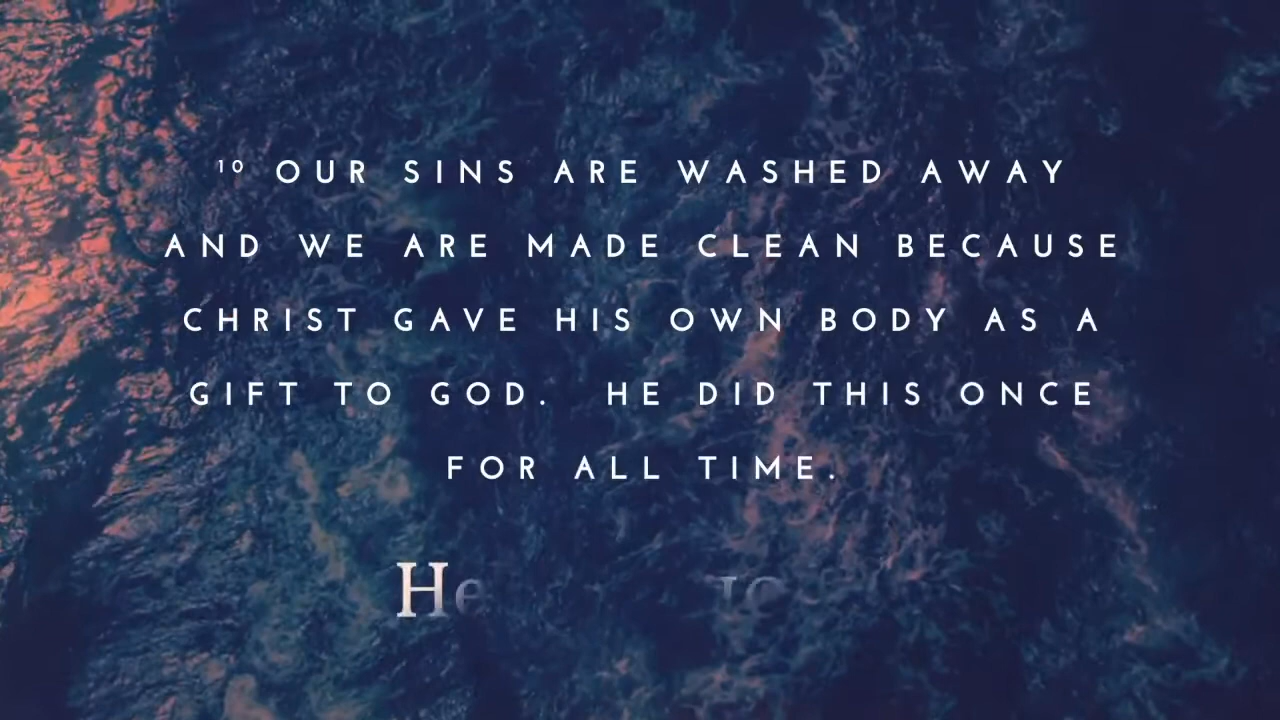 ¹⁰ OUR SINS ARE WASHED AWAY
AND WE ARE MADE CLEAN BECAUSE
CHRIST GAVE HIS OWN BODY AS A
GIFT TO GOD.  HE DID THIS ONCE
FOR ALL TIME.